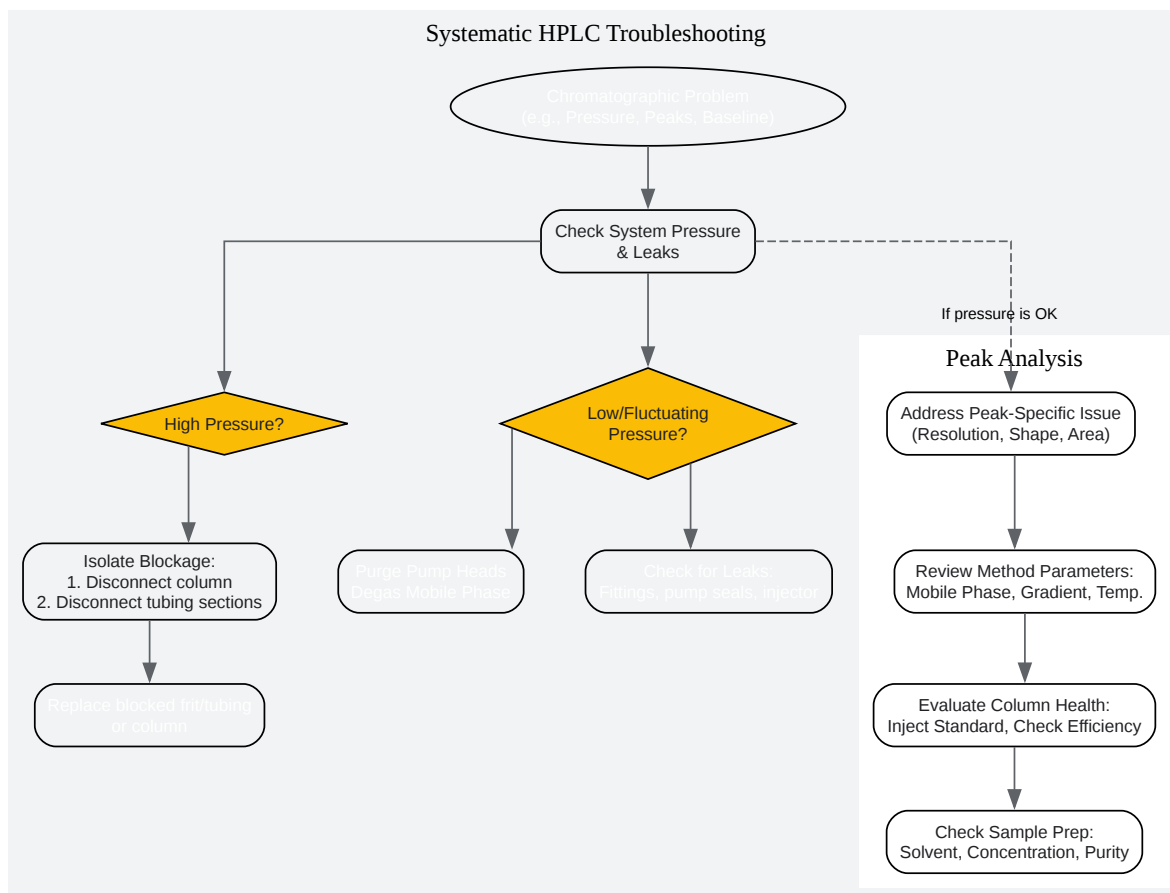 Systematic HPLC Troubleshooting
Chromatographic Problem
(e.g., Pressure, Peaks, Baseline)
Check System Pressure
& Leaks
If pressure is OK
Peak Analysis
High Pressure?
Low/Fluctuating
Pressure?
Address Peak-Specific Issue
(Resolution, Shape, Area)
Isolate Blockage:
1. Disconnect column
2. Disconnect tubing sections
Purge Pump Heads
Degas Mobile Phase
Check for Leaks:
Fittings, pump seals, injector
Review Method Parameters:
Mobile Phase, Gradient, Temp.
Replace blocked frit/tubing
or column
Evaluate Column Health:
Inject Standard, Check Efficiency
Check Sample Prep:
Solvent, Concentration, Purity